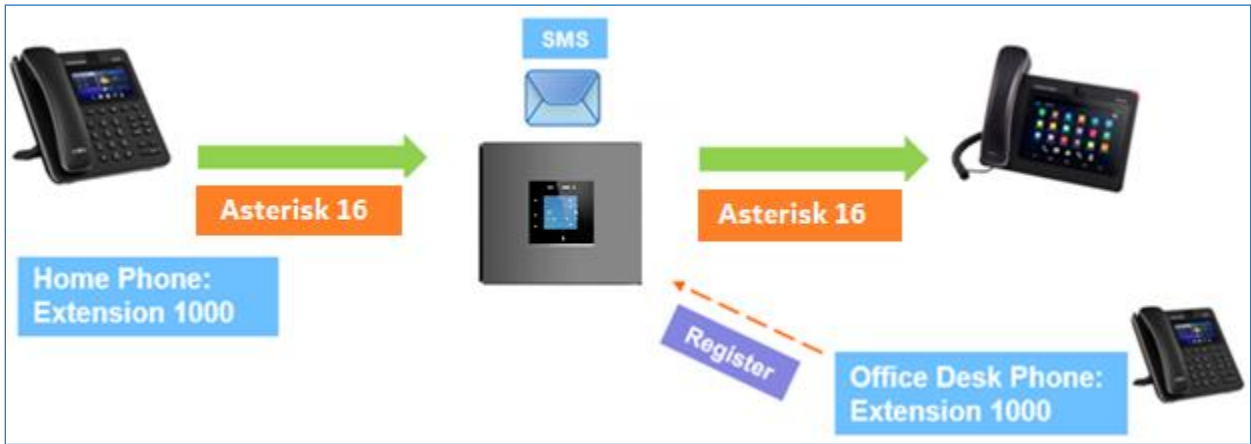 SMS
Asterisk 16
Asterisk 16
Home Phone:
Extension 1000
Register
Office Desk Phone:
Extension 1000